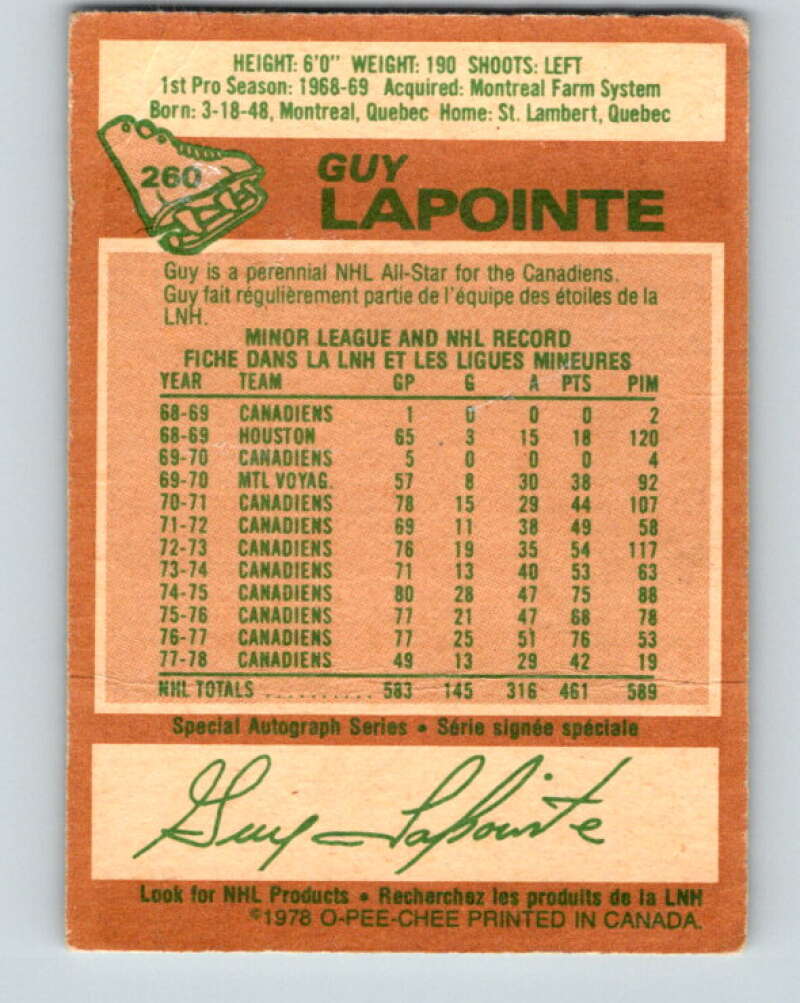 HEIGHT: 6'0" WEIGHT: 190 SHOOTS: LEFT
1st Pro Season: 1968-69 Acquired: Montreal Farm System
Born: 3-18-48, Montreal, Quebec Home: St. Lambert, Quebec
260
GUY
LAPOINTE
Guy is a perennial NHL All-Star for the Canadiens.
Guy fait régulièrement partie de l'équipe des étoiles de la
LNH.
MINOR LEAGUE AND NHL RECORD
FICHE DANS LA LNH ET LES LIGUES MINEURES
YEAR TEAM GP G A PTS PIM
68-69 CANADIENS 1 0 0 0 2
68-69 HOUSTON 65 3 15 18 120
69-70 CANADIENS 5 0 0 0 4
69-70 MTL VOYAG. 57 8 30 38 92
70-71 CANADIENS 78 15 29 44 107
71-72 CANADIENS 69 11 38 49 58
72-73 CANADIENS 76 19 35 54 117
73-74 CANADIENS 71 13 40 53 63
74-75 CANADIENS 80 28 47 75 88
75-76 CANADIENS 77 21 47 68 78
76-77 CANADIENS 77 25 51 76 53
77-78 CANADIENS 49 13 29 42 19
NHL TOTALS .......... 583 145 316 461 589
Special Autograph Series • Série signée spéciale
Guy Lapointe
Look for NHL Products • Recherchez les produits de la LNH
©1978 O-PEE-CHEE PRINTED IN CANADA.